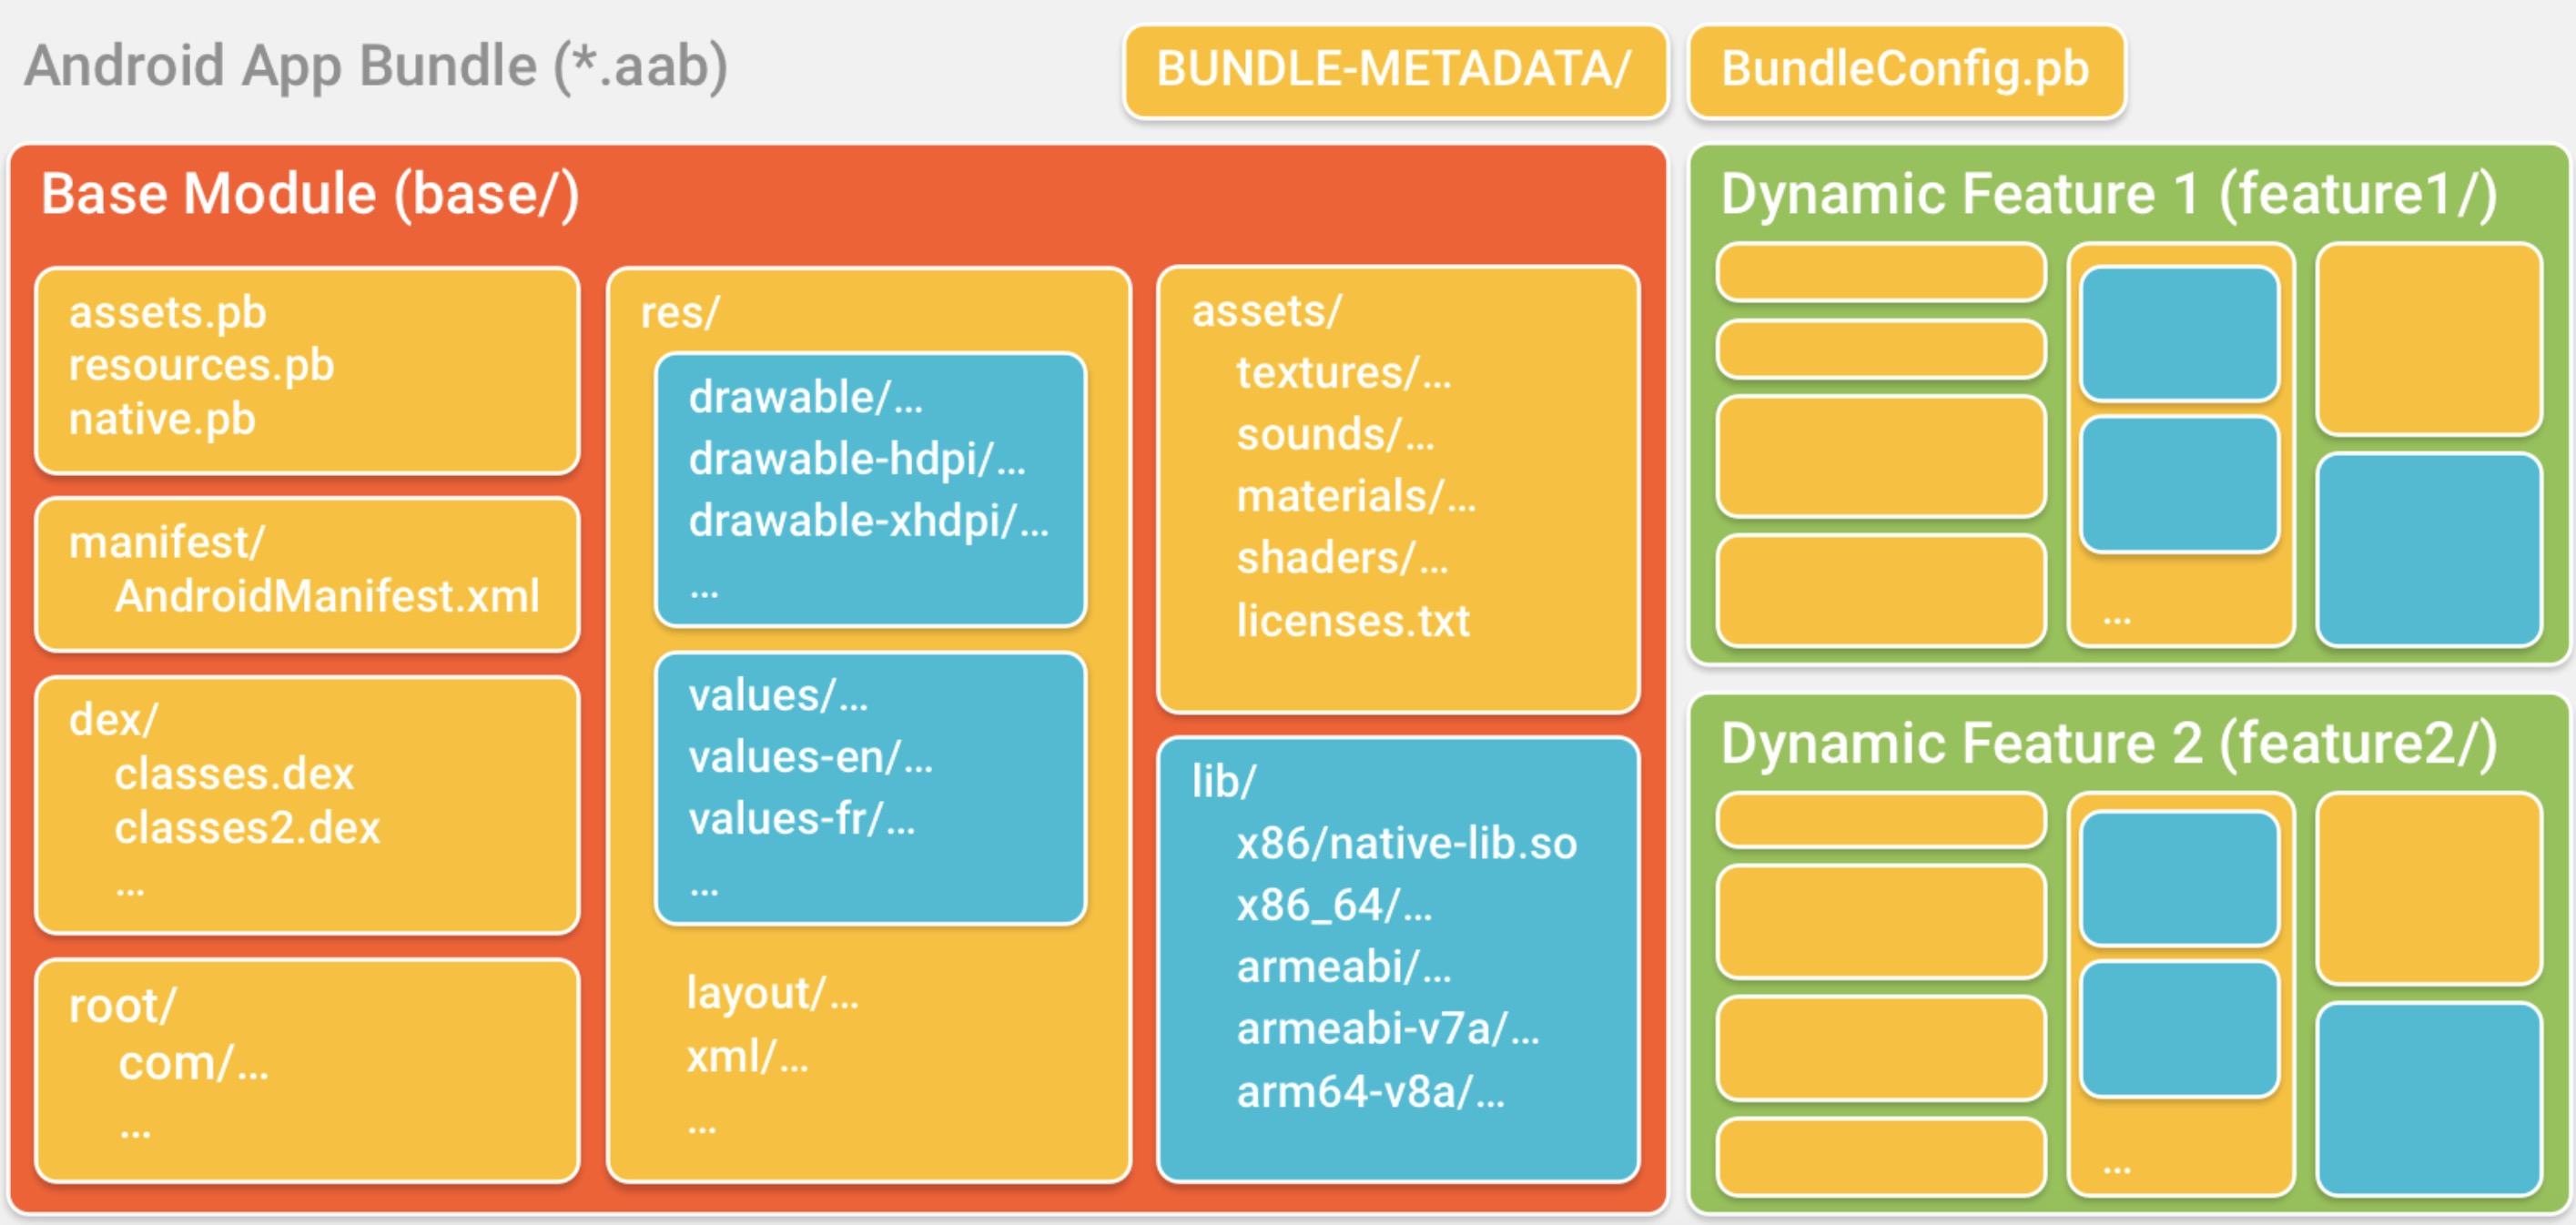 Android App Bundle (*.aab)
BUNDLE-METADATA/
BundleConfig.pb
Base Module (base/)
assets.pb
resources.pb
native.pb
manifest/
AndroidManifest.xml
dex/
classes.dex
classes2.dex
…
root/
com/…
…
res/
drawable/…
drawable-hdpi/…
drawable-xhdpi/…
…
values/…
values-en/…
values-fr/…
…
layout/…
xml/…
…
assets/
textures/…
sounds/…
materials/…
shaders/…
licenses.txt
lib/
x86/native-lib.so
x86_64/…
armeabi/…
armeabi-v7a/…
arm64-v8a/…
Dynamic Feature 1 (feature1/)
…
Dynamic Feature 2 (feature2/)
…